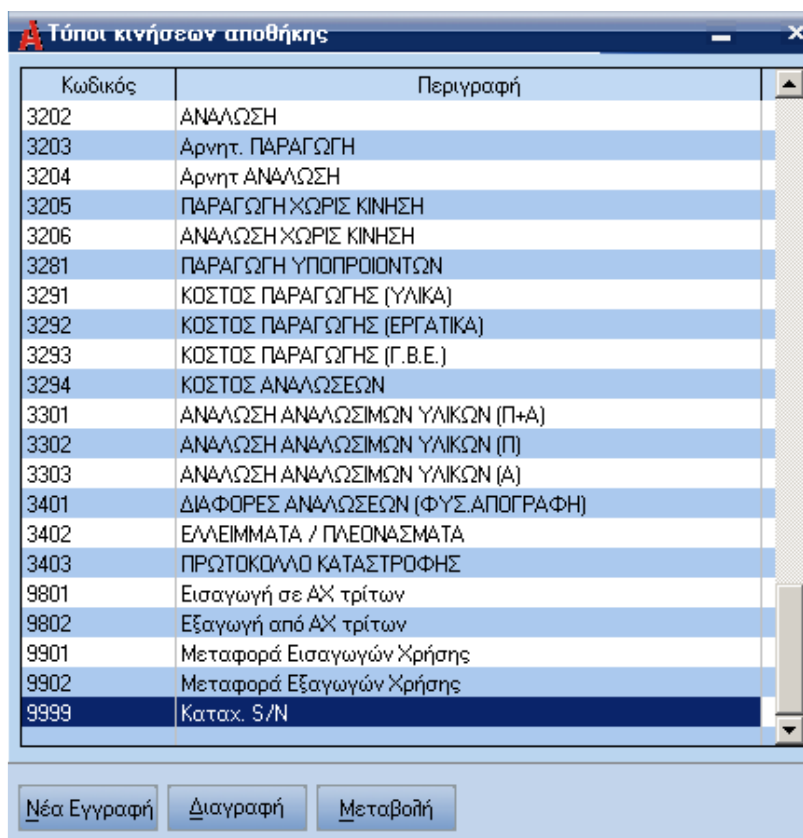 Τύποι κινήσεων αποθήκης
Κωδικός Περιγραφή
3202 ΑΝΑΛΩΣΗ
3203 Αρνητ. ΠΑΡΑΓΩΓΗ
3204 Αρνητ ΑΝΑΛΩΣΗ
3205 ΠΑΡΑΓΩΓΗ ΧΩΡΙΣ ΚΙΝΗΣΗ
3206 ΑΝΑΛΩΣΗ ΧΩΡΙΣ ΚΙΝΗΣΗ
3281 ΠΑΡΑΓΩΓΗ ΥΠΟΠΡΟΙΟΝΤΩΝ
3291 ΚΟΣΤΟΣ ΠΑΡΑΓΩΓΗΣ (ΥΛΙΚΑ)
3292 ΚΟΣΤΟΣ ΠΑΡΑΓΩΓΗΣ (ΕΡΓΑΤΙΚΑ)
3293 ΚΟΣΤΟΣ ΠΑΡΑΓΩΓΗΣ (Γ.Β.Ε.)
3294 ΚΟΣΤΟΣ ΑΝΑΛΩΣΕΩΝ
3301 ΑΝΑΛΩΣΗ ΑΝΑΛΩΣΙΜΩΝ ΥΛΙΚΩΝ (Π+Α)
3302 ΑΝΑΛΩΣΗ ΑΝΑΛΩΣΙΜΩΝ ΥΛΙΚΩΝ (Π)
3303 ΑΝΑΛΩΣΗ ΑΝΑΛΩΣΙΜΩΝ ΥΛΙΚΩΝ (Α)
3401 ΔΙΑΦΟΡΕΣ ΑΝΑΛΩΣΕΩΝ (ΦΥΣ.ΑΠΟΓΡΑΦΗ)
3402 ΕΛΛΕΙΜΜΑΤΑ / ΠΛΕΟΝΑΣΜΑΤΑ
3403 ΠΡΩΤΟΚΟΛΛΟ ΚΑΤΑΣΤΡΟΦΗΣ
9801 Εισαγωγή σε ΑΧ τρίτων
9802 Εξαγωγή από ΑΧ τρίτων
9901 Μεταφορά Εισαγωγών Χρήσης
9902 Μεταφορά Εξαγωγών Χρήσης
9999 Καταχ. S/N
Νέα Εγγραφή Διαγραφή Μεταβολή